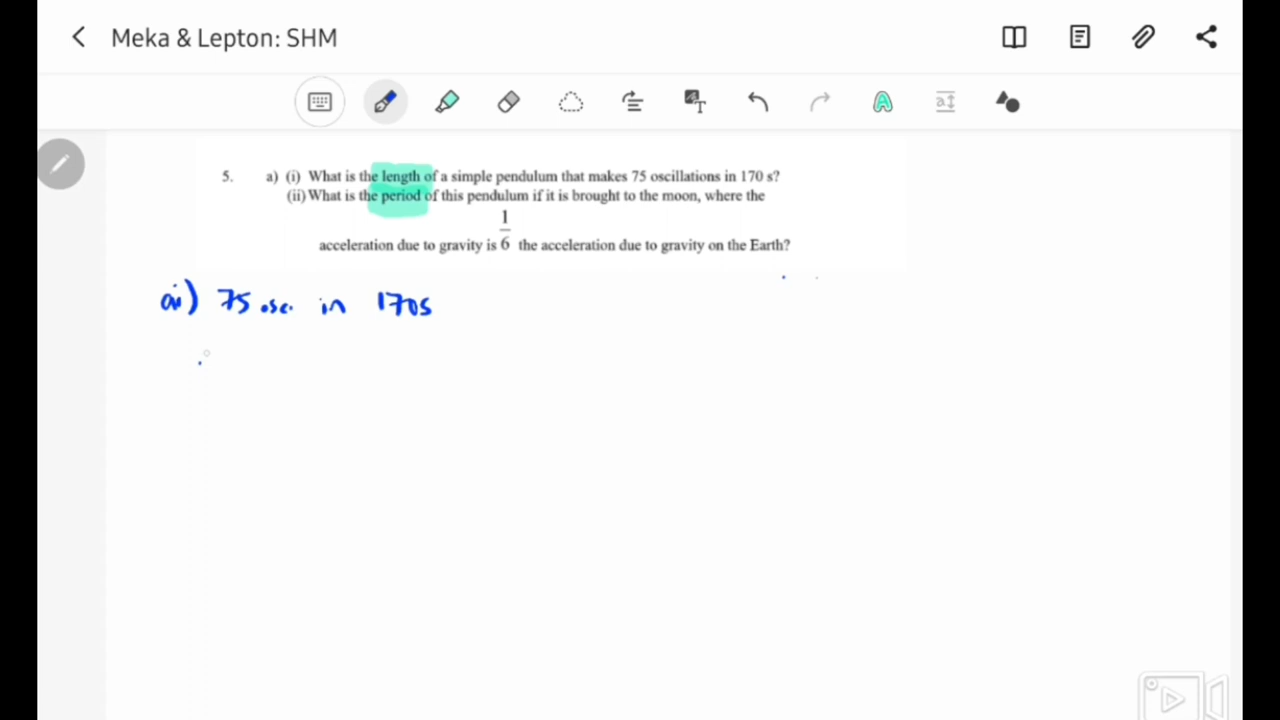 Meka & Lepton: SHM
5. a) (i) What is the length of a simple pendulum that makes 75 oscillations in 170 s?
(ii) What is the period of this pendulum if it is brought to the moon, where the
acceleration due to gravity is 1/6 the acceleration due to gravity on the Earth?
ai) 75 osc. in 170s